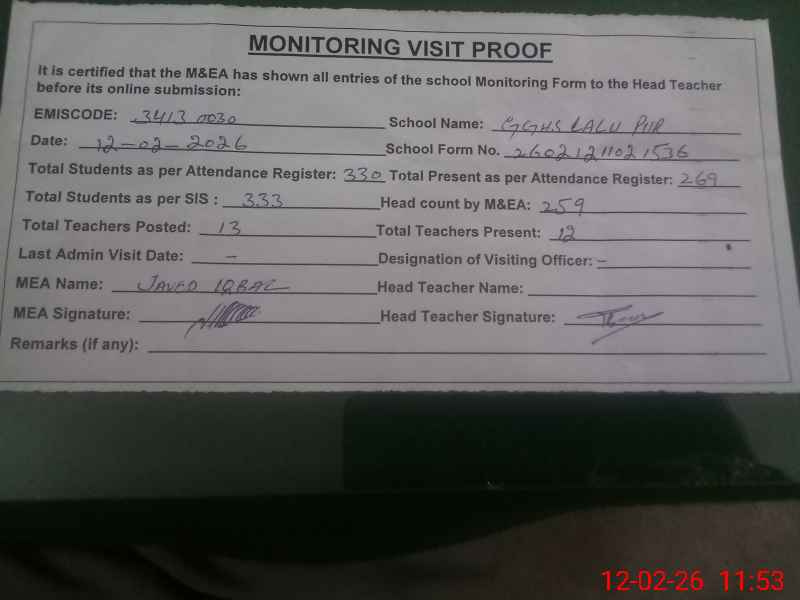 MONITORING VISIT PROOF
It is certified that the M&EA has shown all entries of the school Monitoring Form to the Head Teacher
before its online submission:
EMISCODE: 34130030 School Name: GGHS LALU PUR
Date: 12-02-2026 School Form No. 26021211021536
Total Students as per Attendance Register: 330 Total Present as per Attendance Register: 269
Total Students as per SIS : 333 Head count by M&EA: 259
Total Teachers Posted: 13 Total Teachers Present: 12
Last Admin Visit Date: - Designation of Visiting Officer: -
MEA Name: JAVED IQBAL Head Teacher Name:
MEA Signature: Head Teacher Signature:
Remarks (if any):
12-02-26 11:53